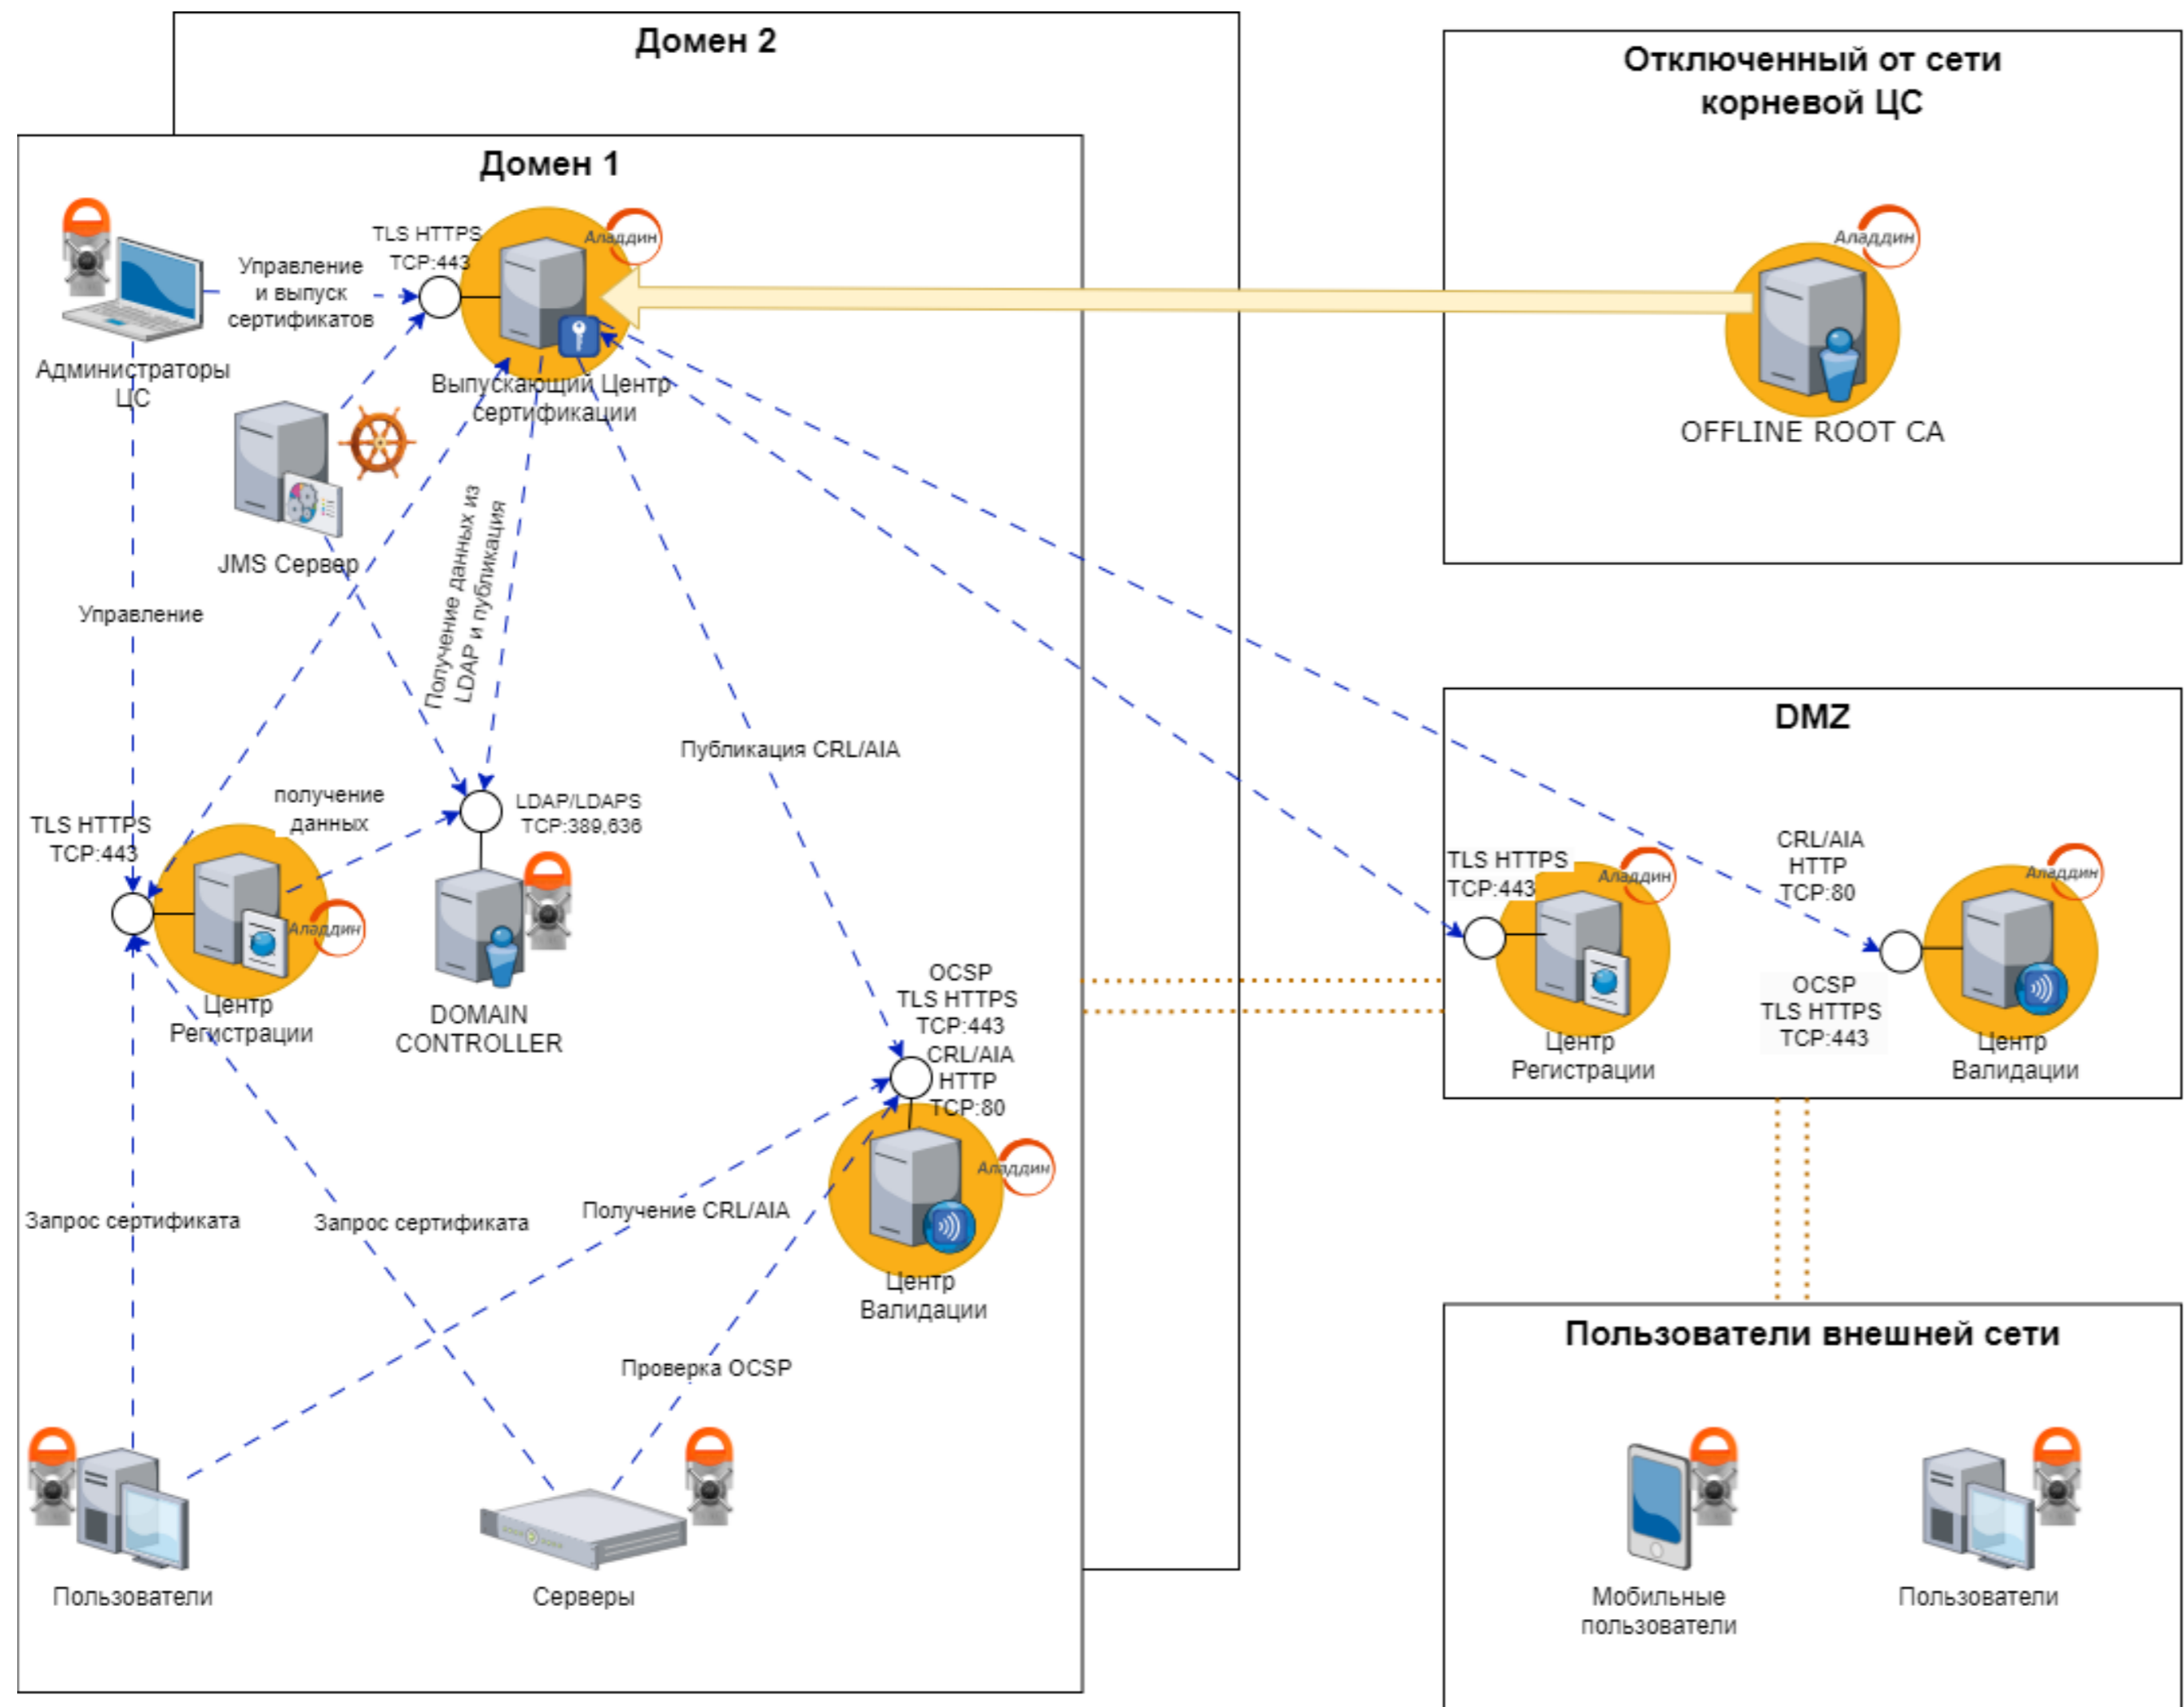 Домен 2
Отключенный от сети
корневой ЦС
Аладдин
OFFLINE ROOT CA
Домен 1
TLS HTTPS
TCP:443
Аладдин
Управление
и выпуск
сертификатов
Администраторы
ЦС
Выпускающий Центр
сертификации
JMS Сервер
Управление
Получение данных из
LDAP и публикация
Публикация CRL/AIA
получение
данных
LDAP/LDAPS
TCP:389,636
TLS HTTPS
TCP:443
Аладдин
Центр
Регистрации
DOMAIN
CONTROLLER
OCSP
TLS HTTPS
TCP:443
CRL/AIA
HTTP
TCP:80
Аладдин
Центр
Валидации
Запрос сертификата
Запрос сертификата
Получение CRL/AIA
Проверка OCSP
Пользователи
Серверы
DMZ
TLS HTTPS
TCP:443
Аладдин
Центр
Регистрации
CRL/AIA
HTTP
TCP:80
Аладдин
OCSP
TLS HTTPS
TCP:443
Центр
Валидации
Пользователи внешней сети
Мобильные
пользователи
Пользователи